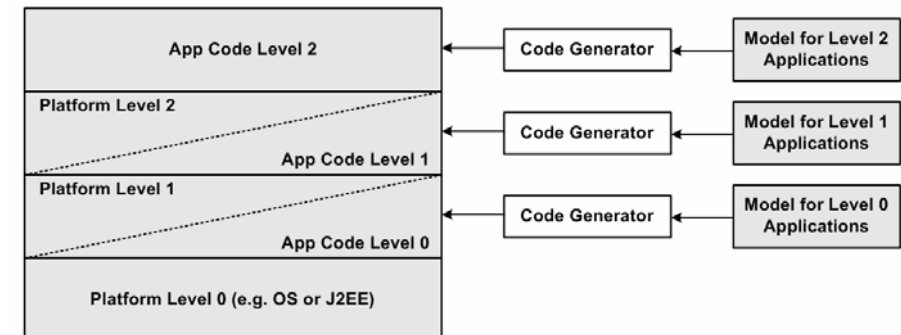 App Code Level 2
Code Generator
Model for Level 2
Applications
Platform Level 2
App Code Level 1
Code Generator
Model for Level 1
Applications
Platform Level 1
App Code Level 0
Code Generator
Model for Level 0
Applications
Platform Level 0 (e.g. OS or J2EE)